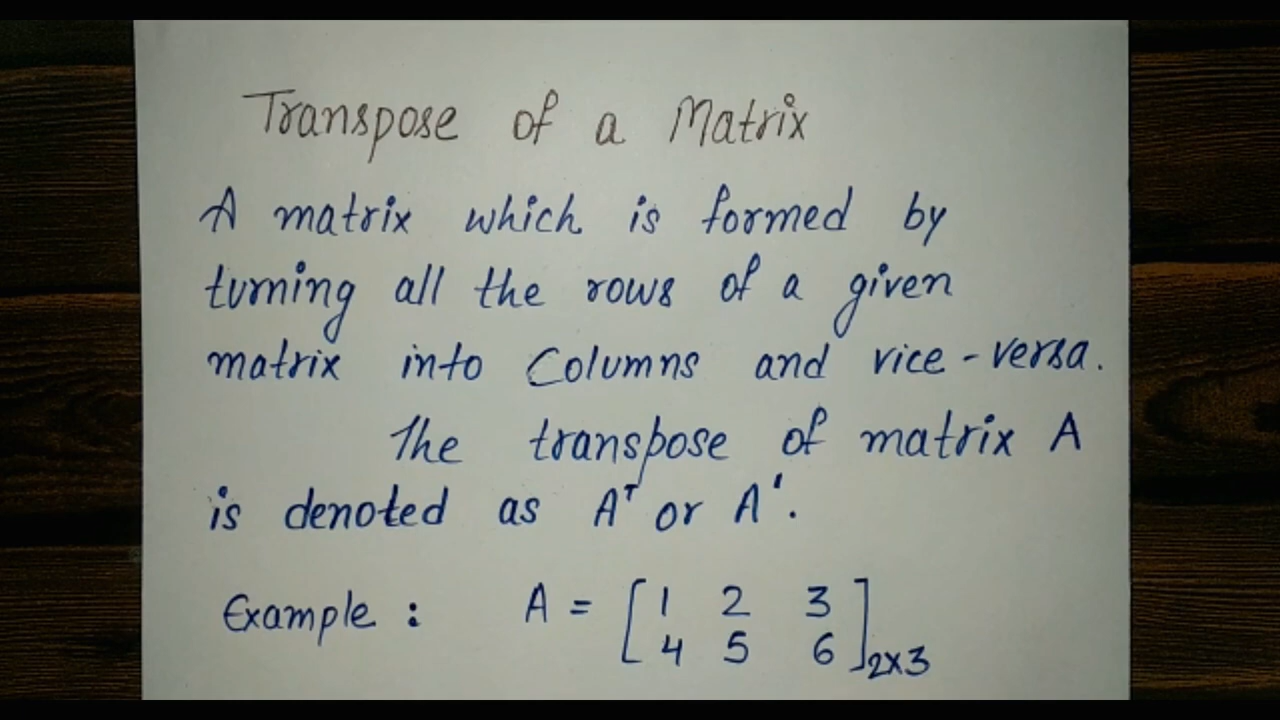 Transpose of a Matrix
A matrix which is formed by
turning all the rows of a given
matrix into Columns and vice-versa.
The transpose of matrix A
is denoted as Aᵀ or A'.
Example : A = [1 2 3
4 5 6]₂ₓ₃